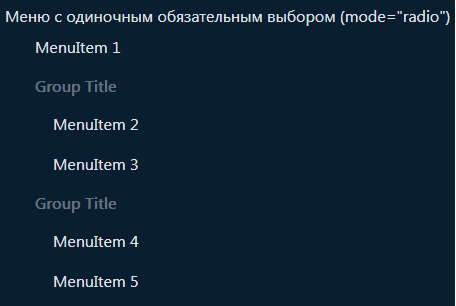 Меню с одиночным обязательным выбором (mode="radio")
MenuItem 1
Group Title
MenuItem 2
MenuItem 3
Group Title
MenuItem 4
MenuItem 5